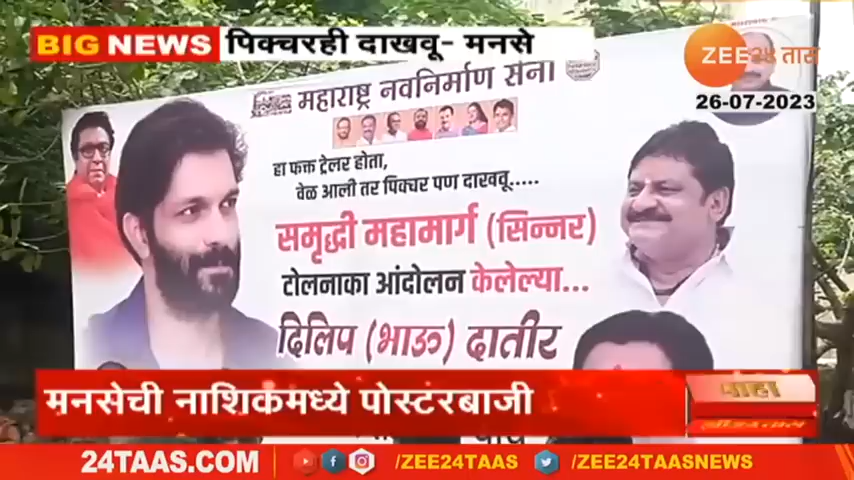 BIG NEWS पिक्चरही दाखवू- मनसे
ZEE २४ तास
26-07-2023
महाराष्ट्र नवनिर्माण सेना
हा फक्त ट्रेलर होता,
वेळ आली तर पिक्चर पण दाखवू.....
समृद्धी महामार्ग (सिन्नर)
टोलनाका आंदोलन केलेल्या...
दिलिप (भाऊ) दातीर
मनसेची नाशिकमध्ये पोस्टरबाजी
पाहा
24TAAS.COM /ZEE24TAAS /ZEE24TAASNEWS